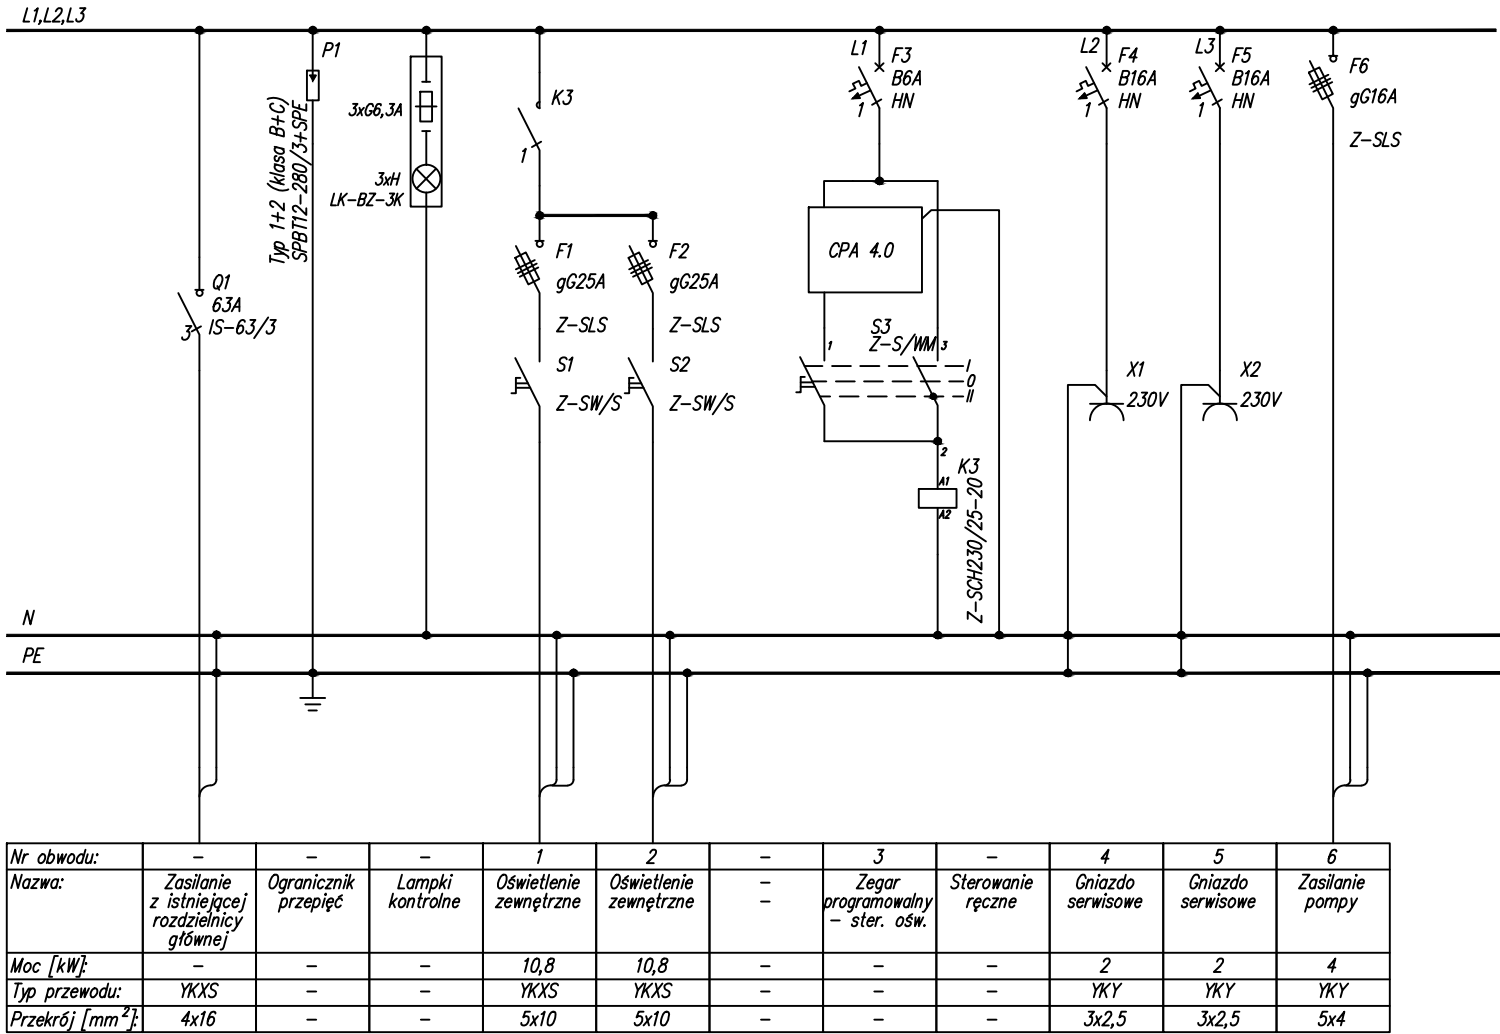 L1,L2,L3
P1
Typ 1+2 (klasa B+C)
SPBT12-280/3+SPE
3xG6,3A
3xH
LK-BZ-3K
K3
1
L1
F3
B6A
HN
1
L2
F4
B16A
HN
1
L3
F5
B16A
HN
1
F6
gG16A
Z-SLS
Q1
63A
IS-63/3
3
F1
gG25A
Z-SLS
S1
Z-SW/S
F2
gG25A
Z-SLS
S2
Z-SW/S
CPA 4.0
S3
Z-S/WM
1
3
I
0
II
2
K3
A1
A2
Z-SCH230/25-20
X1
230V
X2
230V
N
PE
Nr obwodu: - - - 1 2 - 3 - 4 5 6
Nazwa: Zasilanie Ogranicznik Lampki Oświetlenie Oświetlenie - Zegar Sterowanie Gniazdo Gniazdo Zasilanie
z istniejącej przepięć kontrolne zewnętrzne zewnętrzne - programowalny ręczne serwisowe serwisowe pompy
rozdzielnicy - ster. ośw.
głównej
Moc [kW]: - - - 10,8 10,8 - - - 2 2 4
Typ przewodu: YKXS - - YKXS YKXS - - - YKY YKY YKY
Przekrój [mm²]: 4x16 - - 5x10 5x10 - - - 3x2,5 3x2,5 5x4